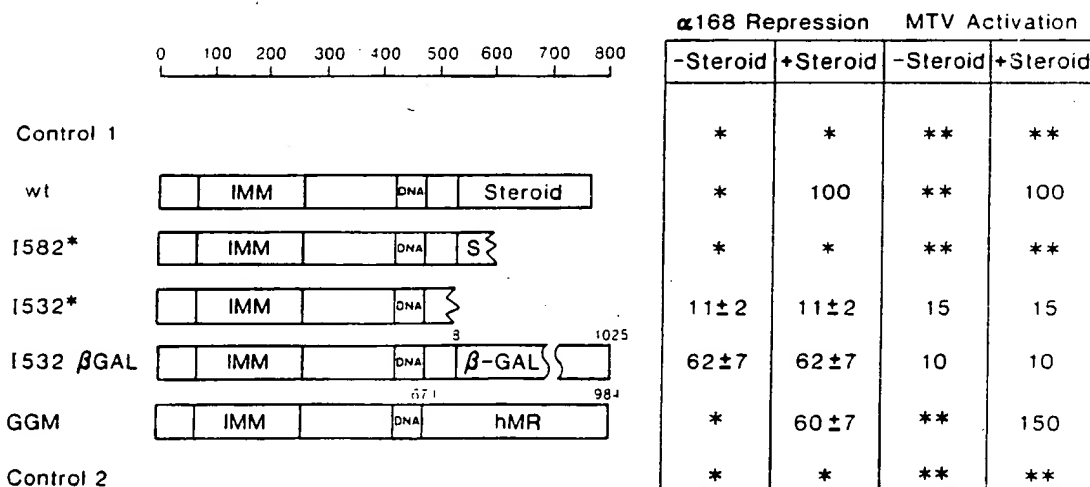 α168 Repression MTV Activation
-Steroid +Steroid -Steroid +Steroid
0 100 200 300 400 500 600 700 800
Control 1 * * ** **
wt IMM DNA Steroid * 100 ** 100
I582* IMM DNA S * * ** **
I532* IMM DNA 11±2 11±2 15 15
8 1025
I532 βGAL IMM DNA β-GAL 62±7 62±7 10 10
984
GGM IMM DNA hMR * 60±7 ** 150
Control 2 * * ** **